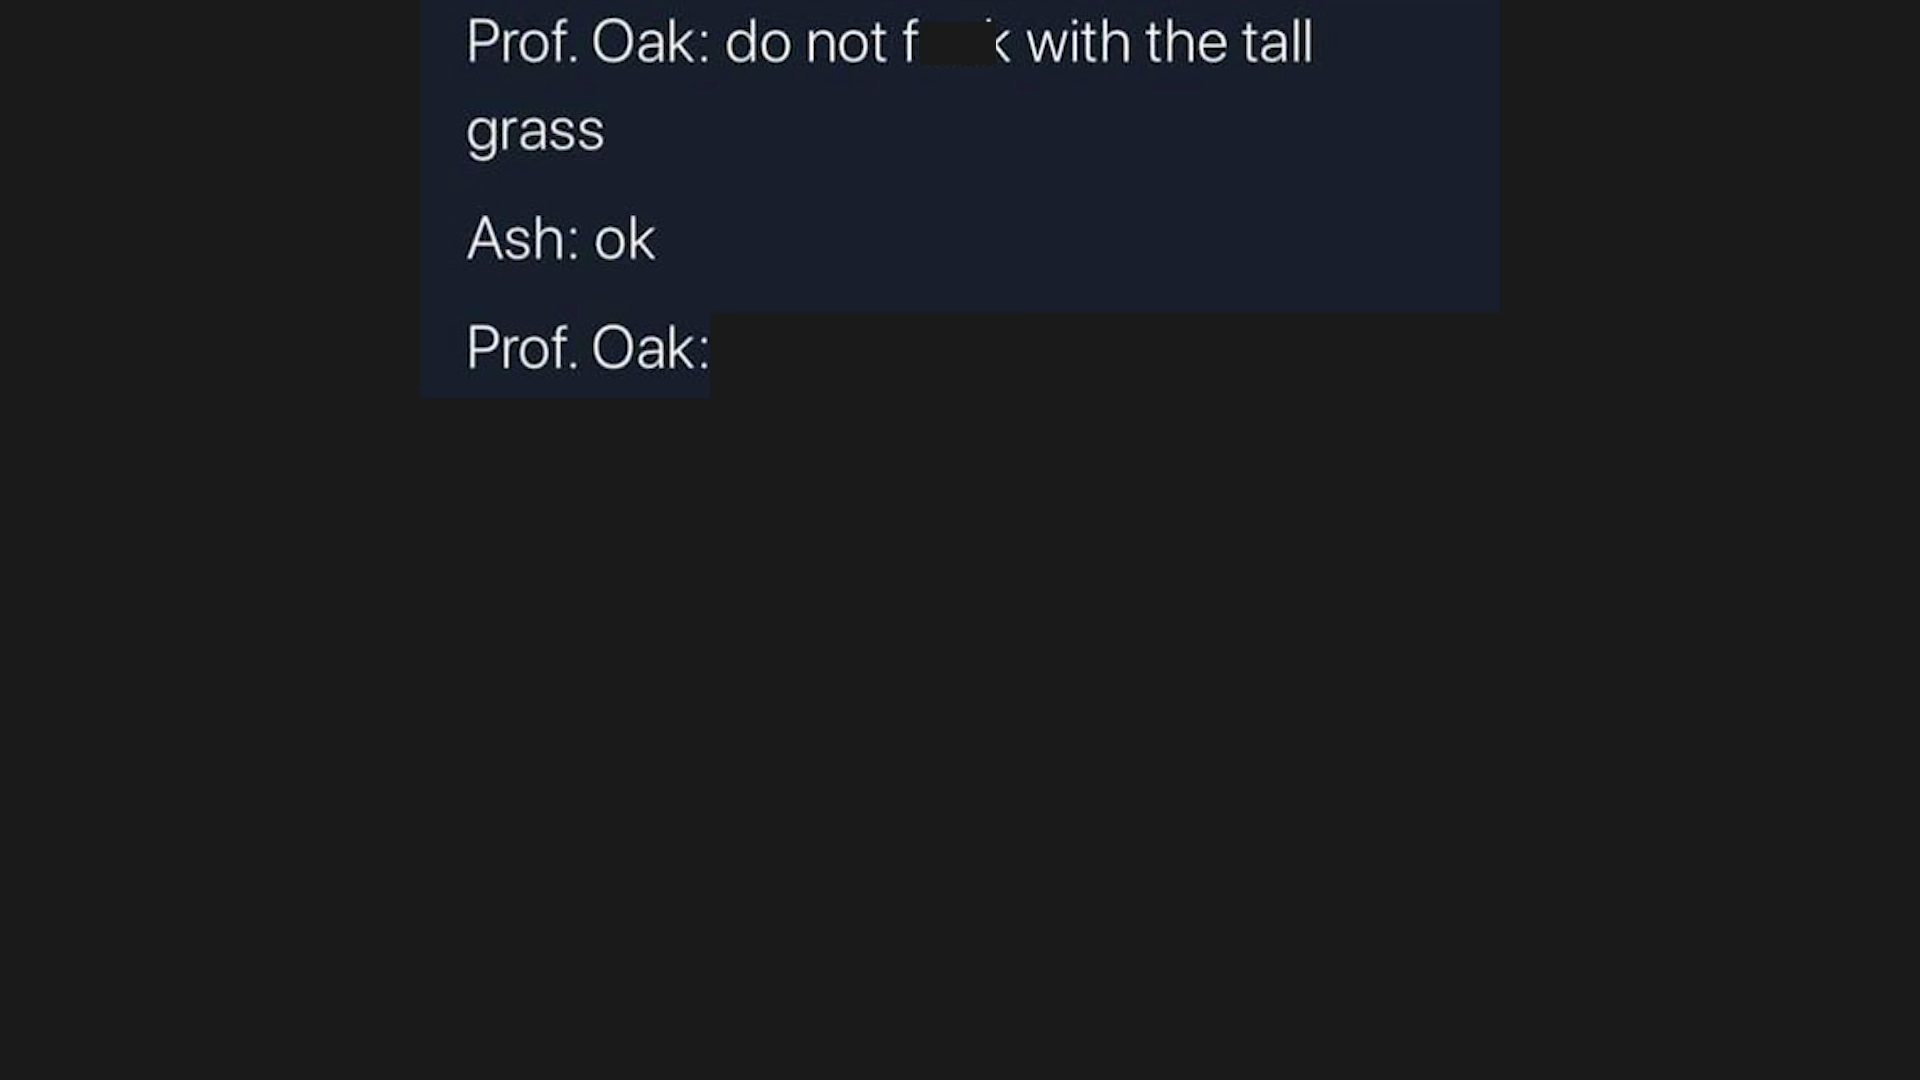 Prof. Oak: do not f k with the tall
grass
Ash: ok
Prof. Oak: